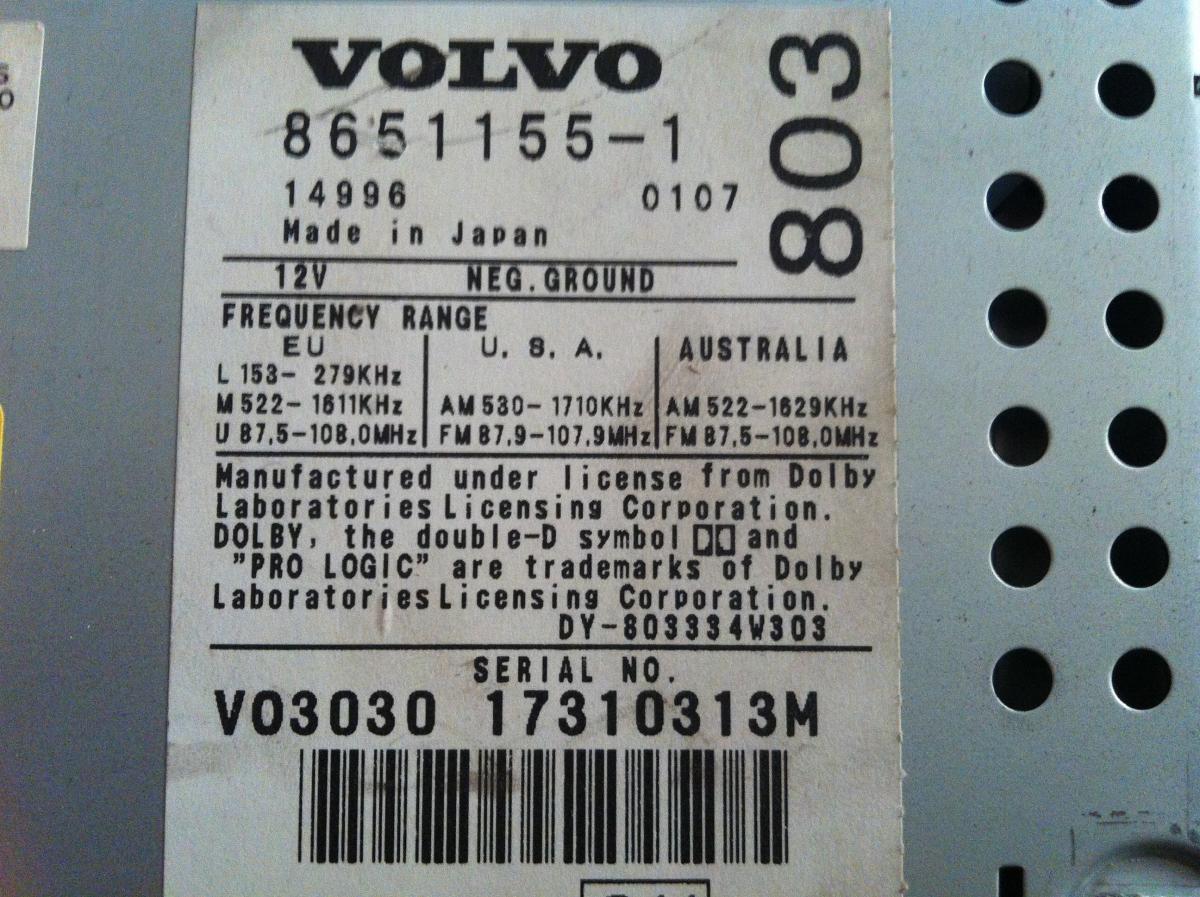 VOLVO
803
8651155-1
14996 0107
Made in Japan
12V NEG.GROUND
FREQUENCY RANGE
EU U.S.A. AUSTRALIA
L 153- 279KHz
M 522- 1611KHz AM 530- 1710KHz AM 522-1629KHz
U 87.5-108.0MHz FM 87.9-107.9MHz FM 87.5-108.0MHz
Manufactured under license from Dolby
Laboratories Licensing Corporation.
DOLBY, the double-D symbol and
"PRO LOGIC" are trademarks of Dolby
Laboratories Licensing Corporation.
DY-803334W303
SERIAL NO.
V03030 17310313M